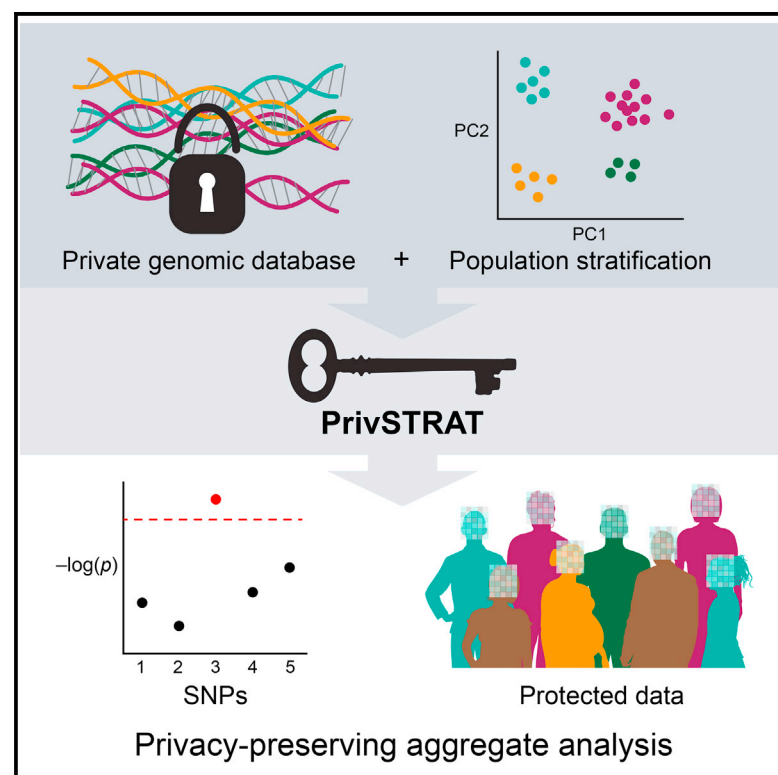 PC2
PC1
Private genomic database + Population stratification
PrivSTRAT
–log(p)
1 2 3 4 5
SNPs
Protected data
Privacy-preserving aggregate analysis